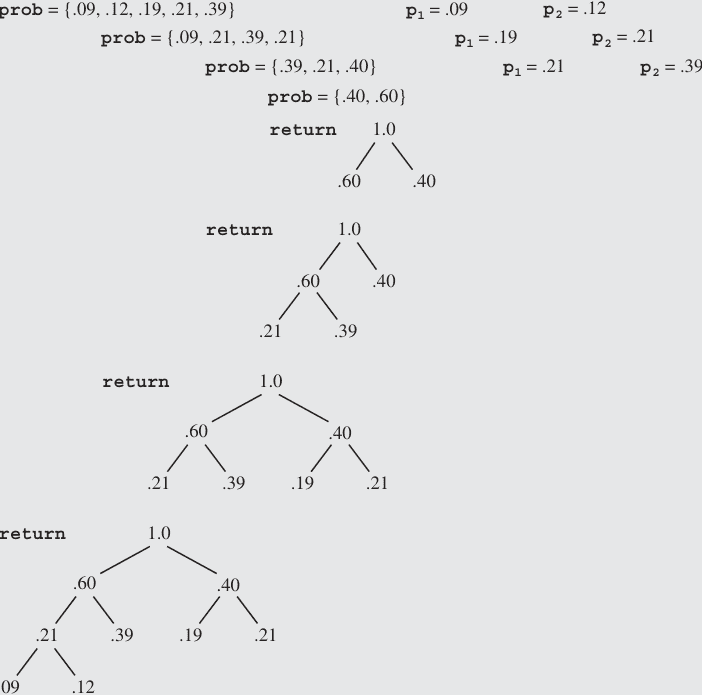 prob = {.09, .12, .19, .21, .39} p1 = .09 p2 = .12
prob = {.09, .21, .39, .21} p1 = .19 p2 = .21
prob = {.39, .21, .40} p1 = .21 p2 = .39
prob = {.40, .60}
return 1.0
.60 .40
return 1.0
.60 .40
.21 .39
return 1.0
.60 .40
.21 .39 .19 .21
return 1.0
.60 .40
.21 .39 .19 .21
09 .12